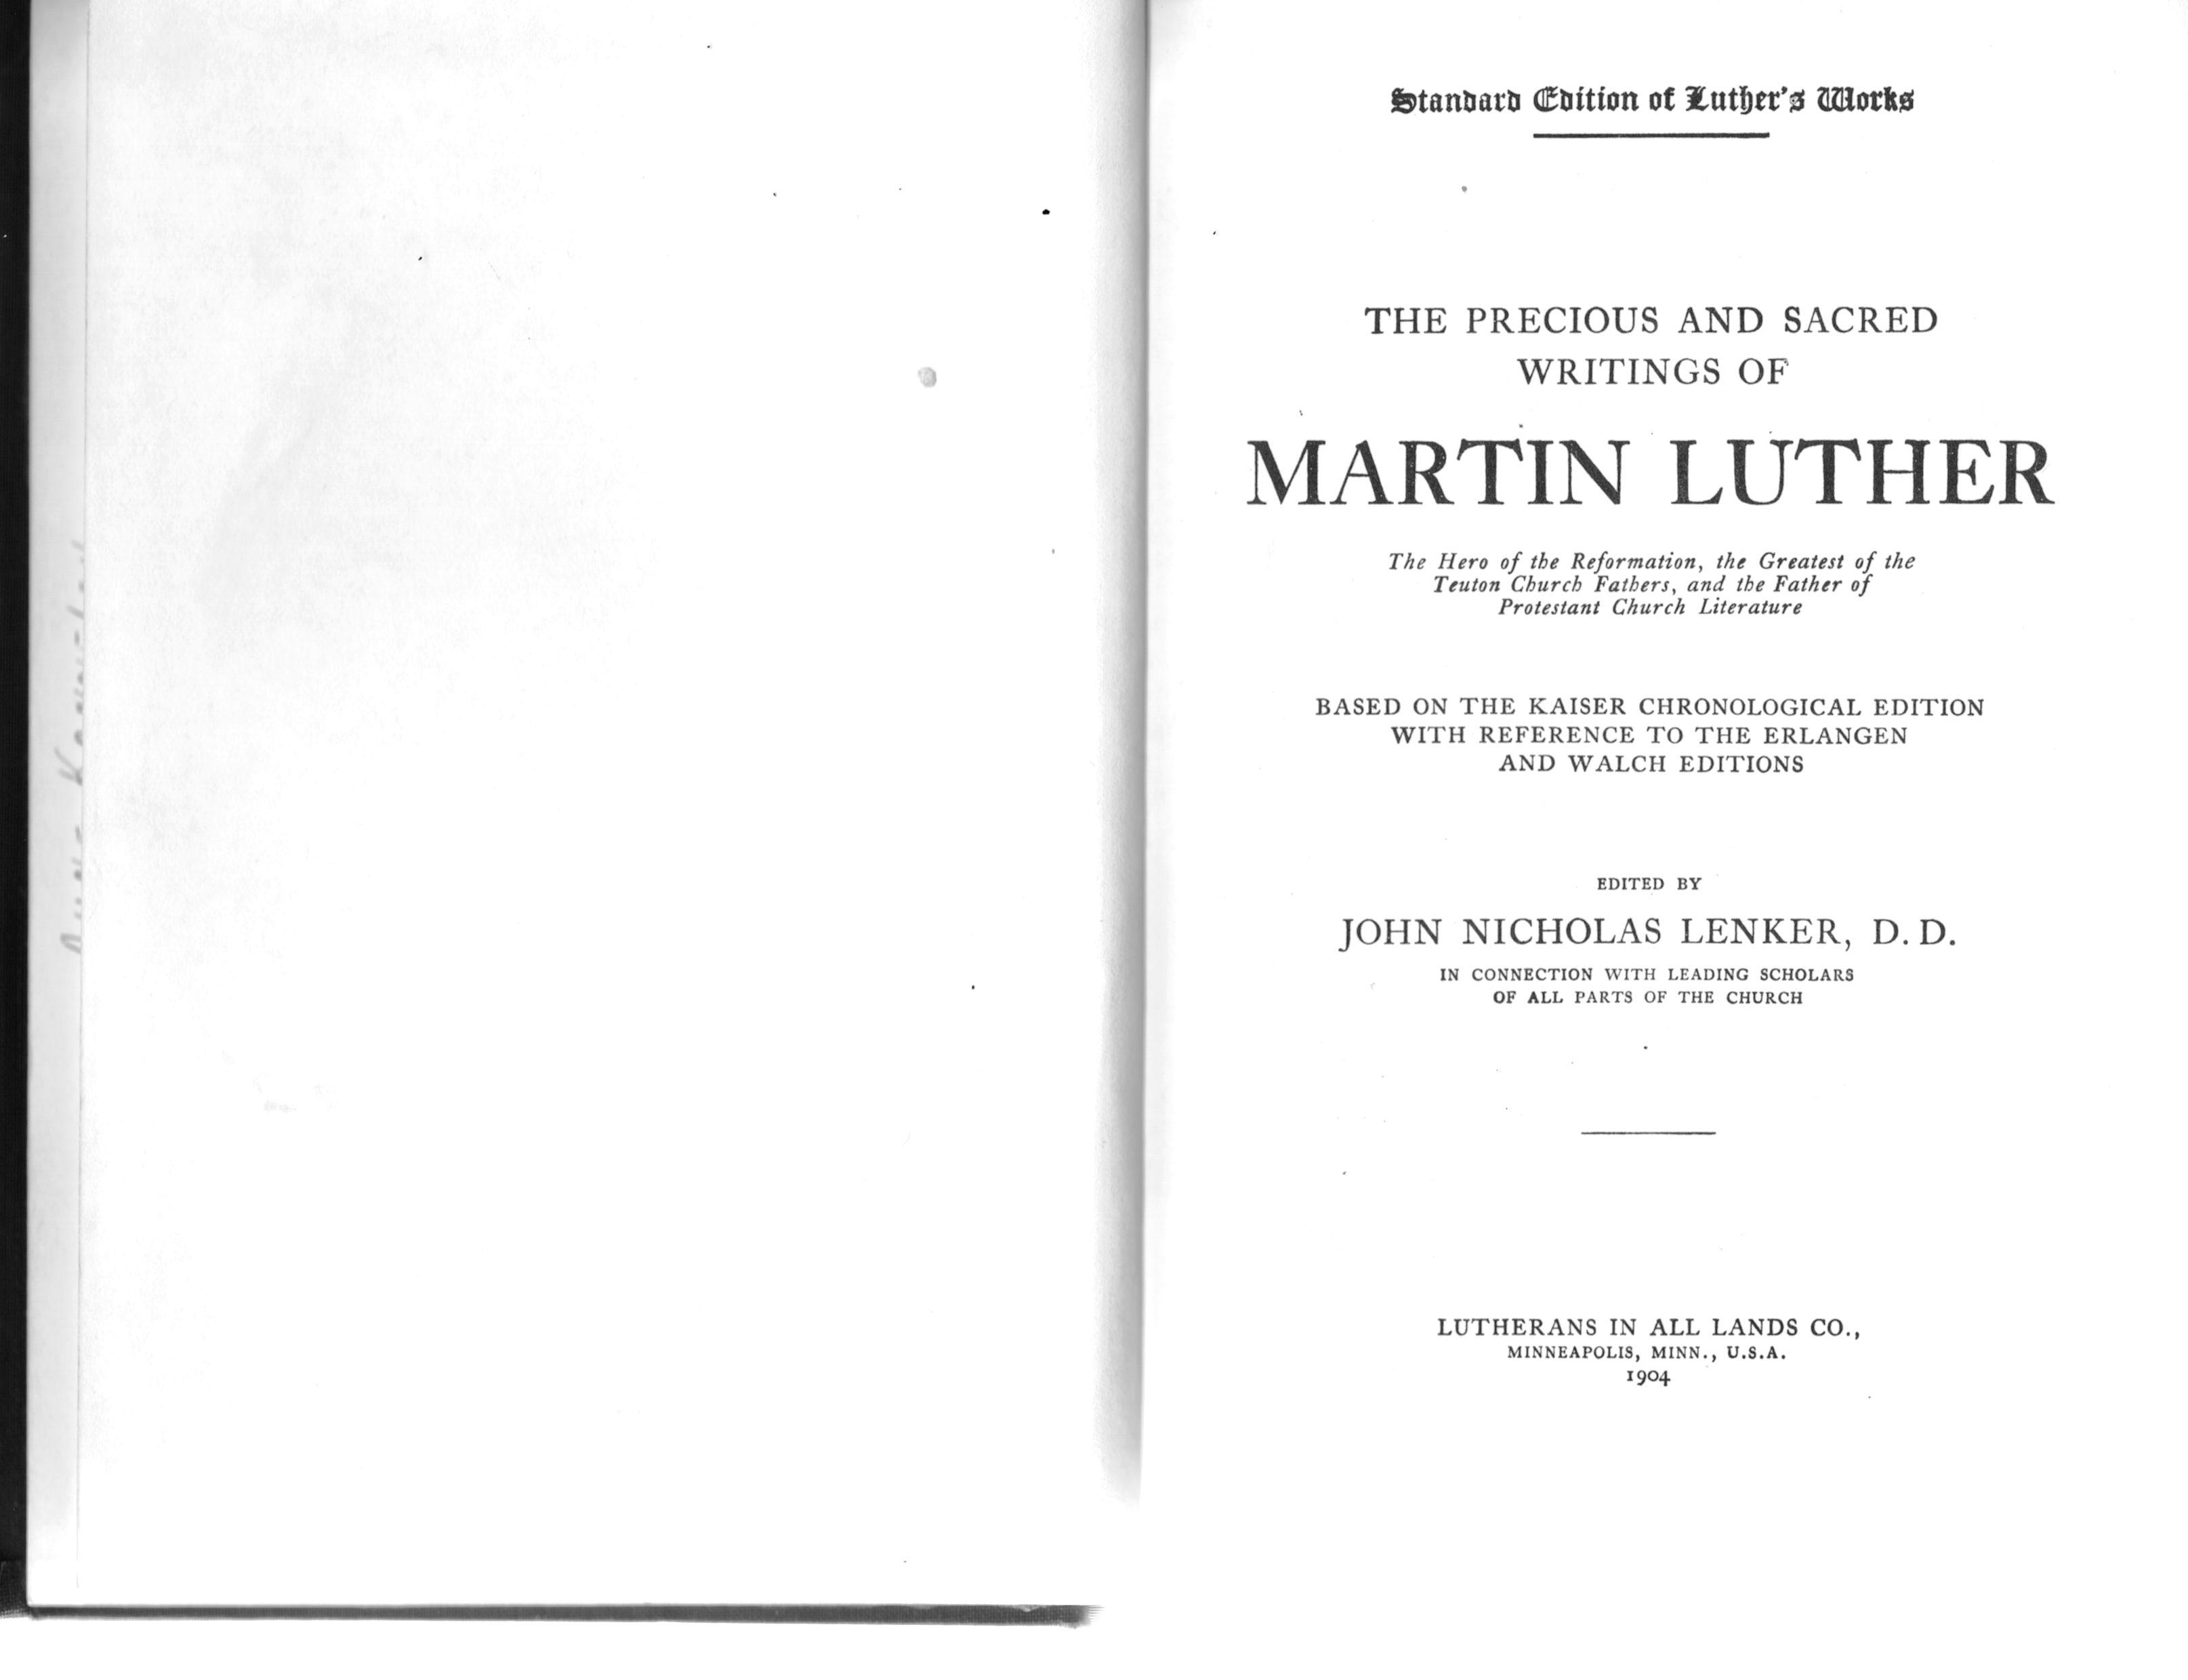 Standard Edition of Luther's Works
THE PRECIOUS AND SACRED
WRITINGS OF
MARTIN LUTHER
The Hero of the Reformation, the Greatest of the
Teuton Church Fathers, and the Father of
Protestant Church Literature
BASED ON THE KAISER CHRONOLOGICAL EDITION
WITH REFERENCE TO THE ERLANGEN
AND WALCH EDITIONS
EDITED BY
JOHN NICHOLAS LENKER, D. D.
IN CONNECTION WITH LEADING SCHOLARS
OF ALL PARTS OF THE CHURCH
LUTHERANS IN ALL LANDS CO.,
MINNEAPOLIS, MINN., U.S.A.
1904